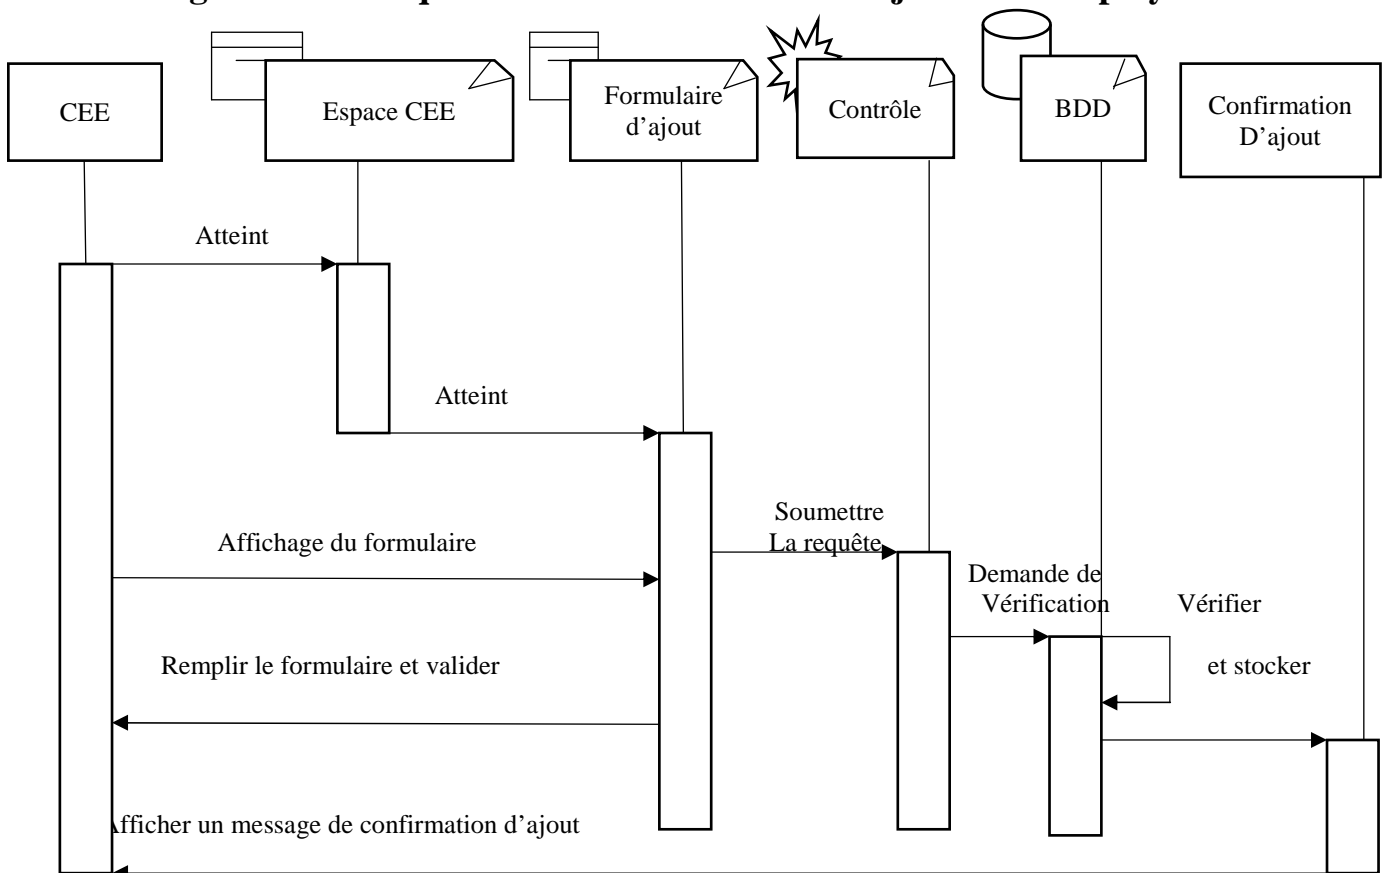 CEE
Espace CEE
Formulaire
d'ajout
Contrôle
BDD
Confirmation
D'ajout
Atteint
Atteint
Soumettre
La requête
Affichage du formulaire
Demande de
Vérification
Vérifier
Remplir le formulaire et valider
et stocker
Afficher un message de confirmation d'ajout